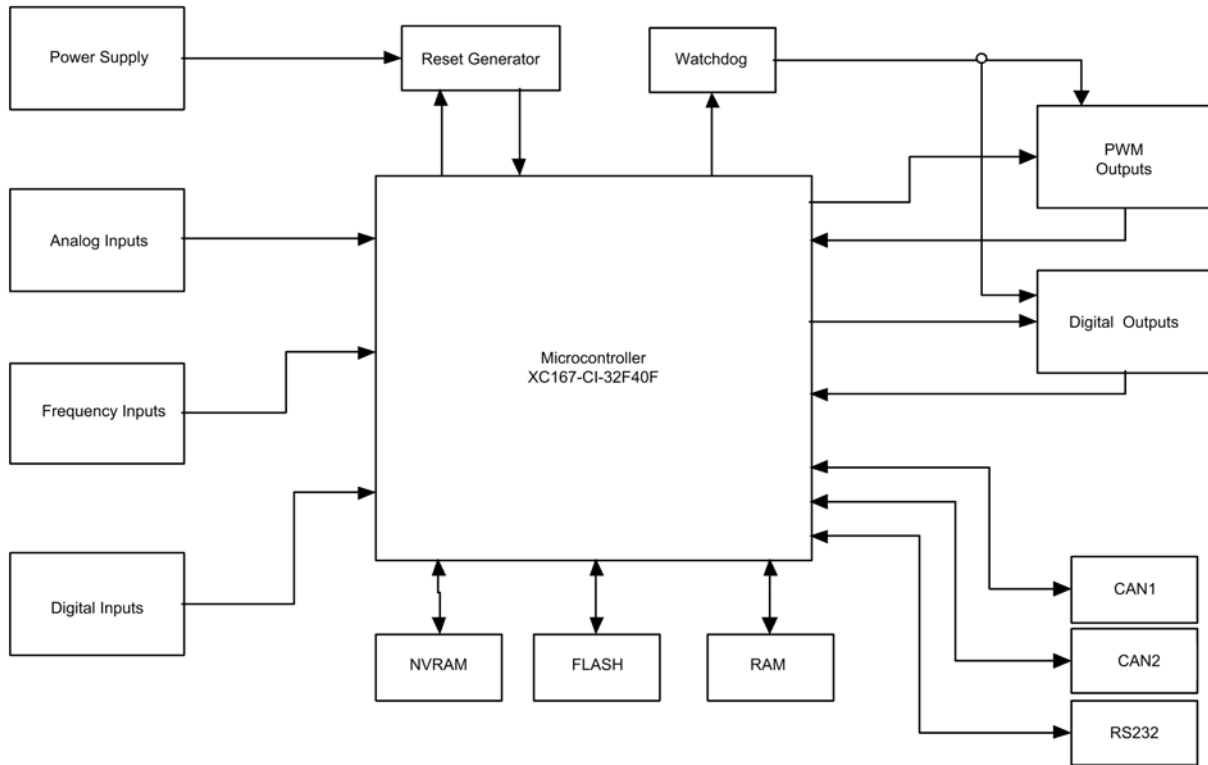 Power Supply
Reset Generator
Watchdog
PWM
Outputs
Analog Inputs
Digital Outputs
Microcontroller
XC167-CI-32F40F
Frequency Inputs
Digital Inputs
NVRAM
FLASH
RAM
CAN1
CAN2
RS232